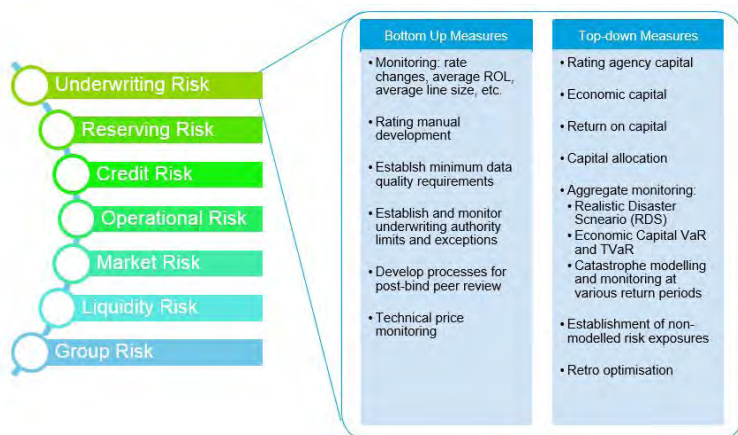 Underwriting Risk
Reserving Risk
Credit Risk
Operational Risk
Market Risk
Liquidity Risk
Group Risk
Bottom Up Measures
• Monitoring: rate
changes, average ROL,
average line size, etc.
• Rating manual
development
• Establsh minimum data
quality requirements
• Establish and monitor
underwriting authority
limits and exceptions
• Develop processes for
post-bind peer review
• Technical price
monitoring
Top-down Measures
• Rating agency capital
• Economic capital
• Return on capital
• Capital allocation
• Aggregate monitoring:
• Realistic Disaster
Scneario (RDS)
• Economic Capital VaR
and TVaR
• Catastrophe modelling
and monitoring at
various return periods
• Establishment of non-
modelled risk exposures
• Retro optimisation